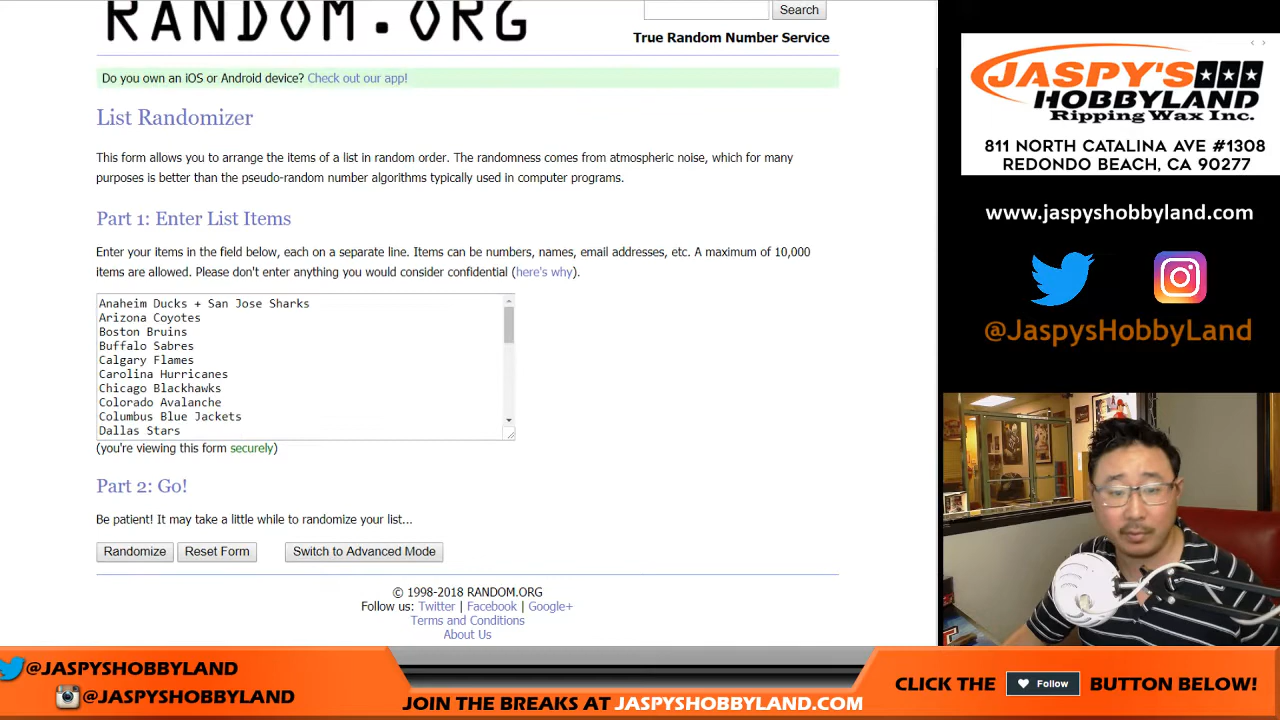 RANDOM.ORG
Search
True Random Number Service
Do you own an iOS or Android device? Check out our app!
List Randomizer
This form allows you to arrange the items of a list in random order. The randomness comes from atmospheric noise, which for many
purposes is better than the pseudo-random number algorithms typically used in computer programs.
Part 1: Enter List Items
Enter your items in the field below, each on a separate line. Items can be numbers, names, email addresses, etc. A maximum of 10,000
items are allowed. Please don't enter anything you would consider confidential (here's why).
Anaheim Ducks + San Jose Sharks
Arizona Coyotes
Boston Bruins
Buffalo Sabres
Calgary Flames
Carolina Hurricanes
Chicago Blackhawks
Colorado Avalanche
Columbus Blue Jackets
Dallas Stars
(you're viewing this form securely)
Part 2: Go!
Be patient! It may take a little while to randomize your list...
Randomize
Reset Form
Switch to Advanced Mode
© 1998-2018 RANDOM.ORG
Follow us: Twitter | Facebook | Google+
Terms and Conditions
About Us
JASPY'S
HOBBYLAND
Ripping Wax Inc.
811 NORTH CATALINA AVE #1308
REDONDO BEACH, CA 90277
www.jaspyshobbyland.com
@JaspysHobbyLand
@JASPYSHOBBYLAND
@JASPYSHOBBYLAND
JOIN THE BREAKS AT JASPYSHOBBYLAND.COM
CLICK THE Follow BUTTON BELOW!